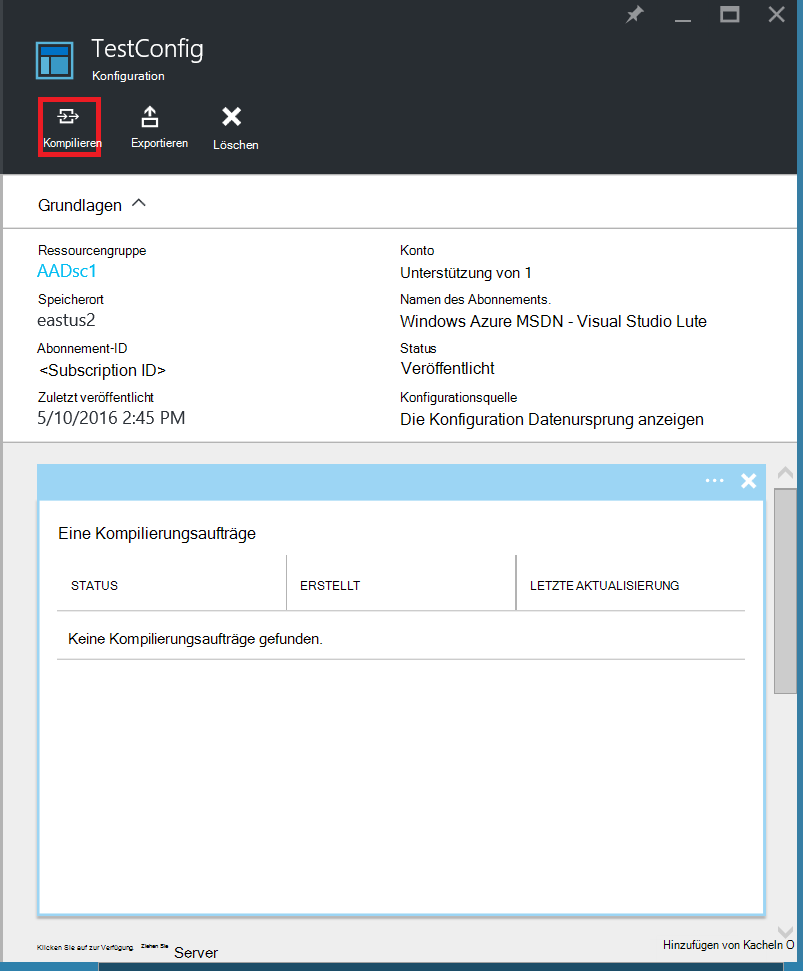 TestConfig
Konfiguration
Kompilieren
Exportieren
Löschen
Grundlagen
Ressourcengruppe
AADsc1
Konto
Unterstützung von 1
Speicherort
eastus2
Namen des Abonnements.
Windows Azure MSDN - Visual Studio Lute
Abonnement-ID
<Subscription ID>
Status
Veröffentlicht
Zuletzt veröffentlicht
5/10/2016 2:45 PM
Konfigurationsquelle
Die Konfiguration Datenursprung anzeigen
Eine Kompilierungsaufträge
STATUS
ERSTELLT
LETZTE AKTUALISIERUNG
Keine Kompilierungsaufträge gefunden.
Klicken Sie auf zur Verfügung. Ziehen Sie Server
Hinzufügen von Kacheln O